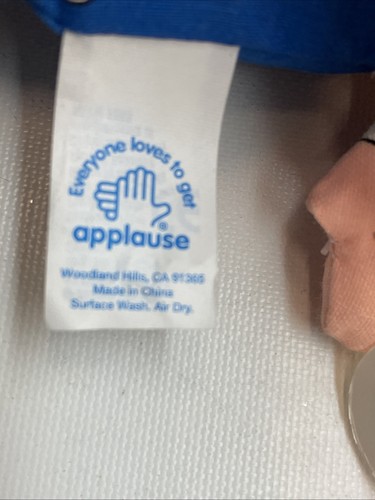 Everyone loves to get
applause®
Woodland Hills, CA 91365
Made in China
Surface Wash. Air Dry.